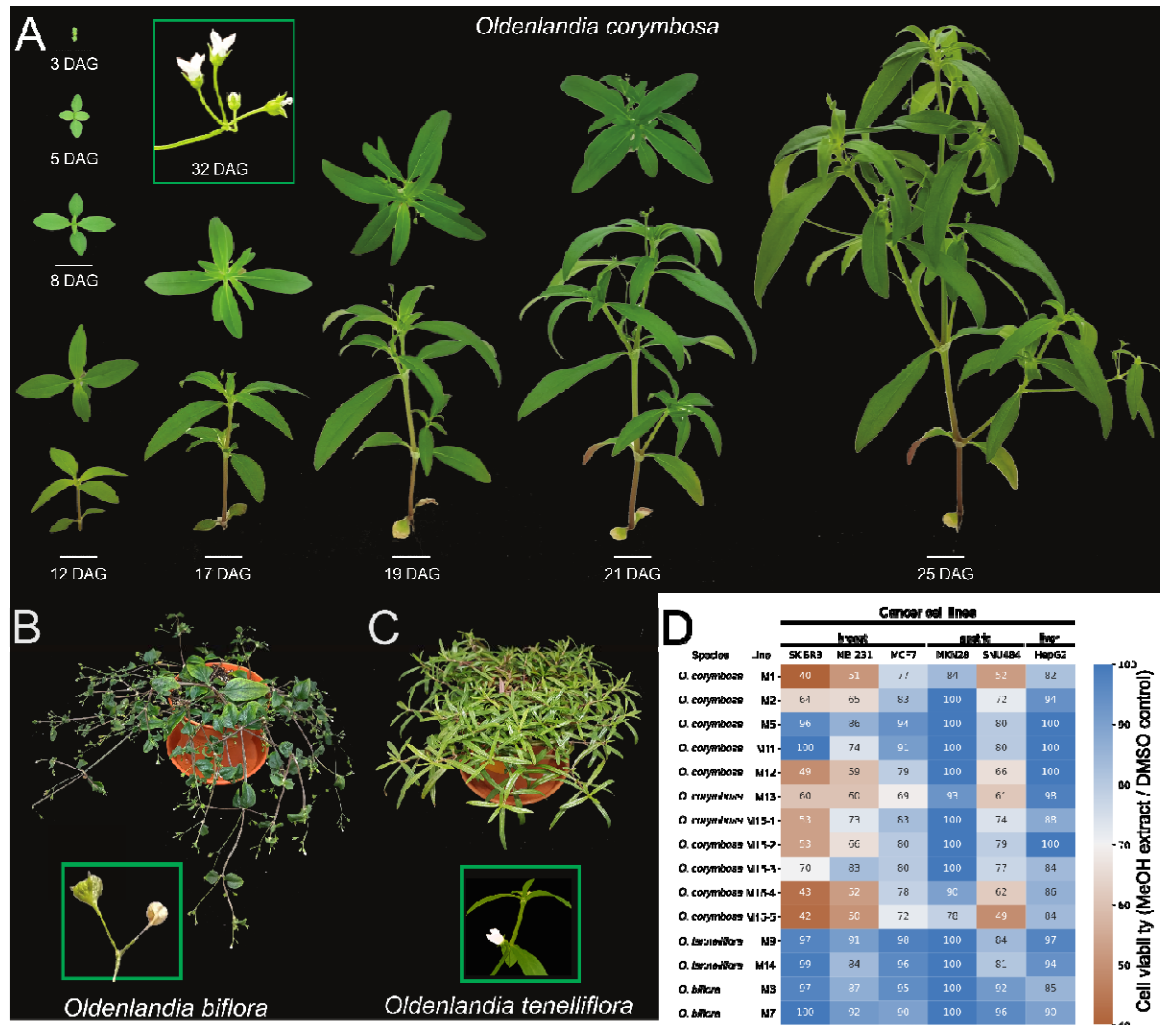 A
Oldenlandia corymbosa
3 DAG
5 DAG
8 DAG
32 DAG
12 DAG
17 DAG
19 DAG
21 DAG
25 DAG
B
Oldenlandia biflora
C
Oldenlandia tenelliflora
D
Cancer cell lines
breast gastric liver
Species Line SKBR3 MB 231 MCF7 MKN28 SNU484 HepG2
O. corymbosa M1 40 51 77 84 52 82
O. corymbosa M2 64 65 83 100 72 94
O. corymbosa M5 96 86 94 100 80 100
O. corymbosa M11 100 74 91 100 80 100
O. corymbosa M12 49 59 79 100 66 100
O. corymbosa M13 60 60 69 93 61 98
O. corymbosa M15-1 53 73 83 100 74 88
O. corymbosa M15-2 53 66 80 100 79 100
O. corymbosa M15-3 70 83 80 100 77 84
O. corymbosa M15-4 43 52 78 90 62 86
O. corymbosa M15-5 42 50 72 78 49 84
O. tenelliflora M9 97 91 98 100 84 97
O. tenelliflora M14 99 84 96 100 81 94
O. biflora M3 97 87 95 100 92 85
O. biflora M7 100 92 90 100 96 90
100
90
80
70
60
50
40
Cell viability (MeOH extract / DMSO control)